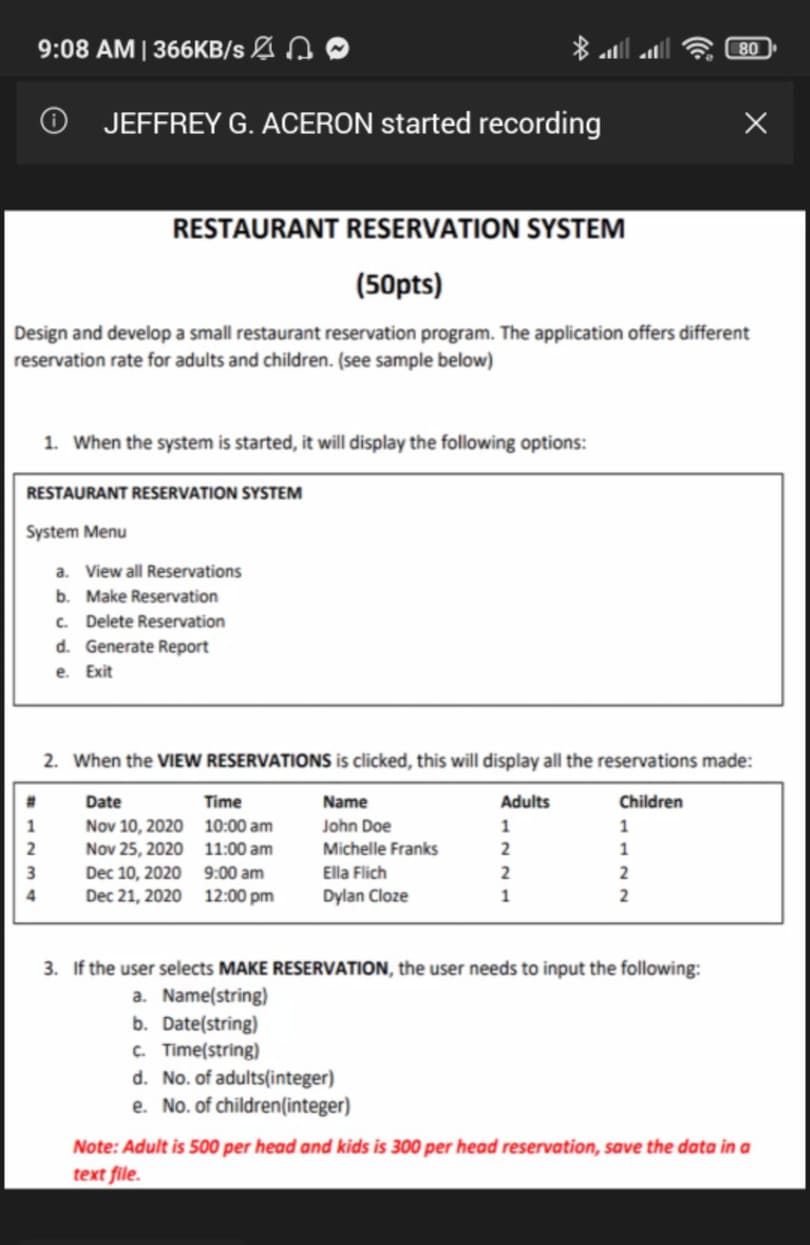 9:08 AM | 366KB/s
80
JEFFREY G. ACERON started recording
RESTAURANT RESERVATION SYSTEM
(50pts)
Design and develop a small restaurant reservation program. The application offers different
reservation rate for adults and children. (see sample below)
1. When the system is started, it will display the following options:
RESTAURANT RESERVATION SYSTEM
System Menu
a. View all Reservations
b. Make Reservation
c. Delete Reservation
d. Generate Report
e. Exit
2. When the VIEW RESERVATIONS is clicked, this will display all the reservations made:
# Date Time Name Adults Children
1 Nov 10, 2020 10:00 am John Doe 1 1
2 Nov 25, 2020 11:00 am Michelle Franks 2 1
3 Dec 10, 2020 9:00 am Ella Flich 2 2
4 Dec 21, 2020 12:00 pm Dylan Cloze 1 2
3. If the user selects MAKE RESERVATION, the user needs to input the following:
a. Name(string)
b. Date(string)
c. Time(string)
d. No. of adults(integer)
e. No. of children(integer)
Note: Adult is 500 per head and kids is 300 per head reservation, save the data in a
text file.